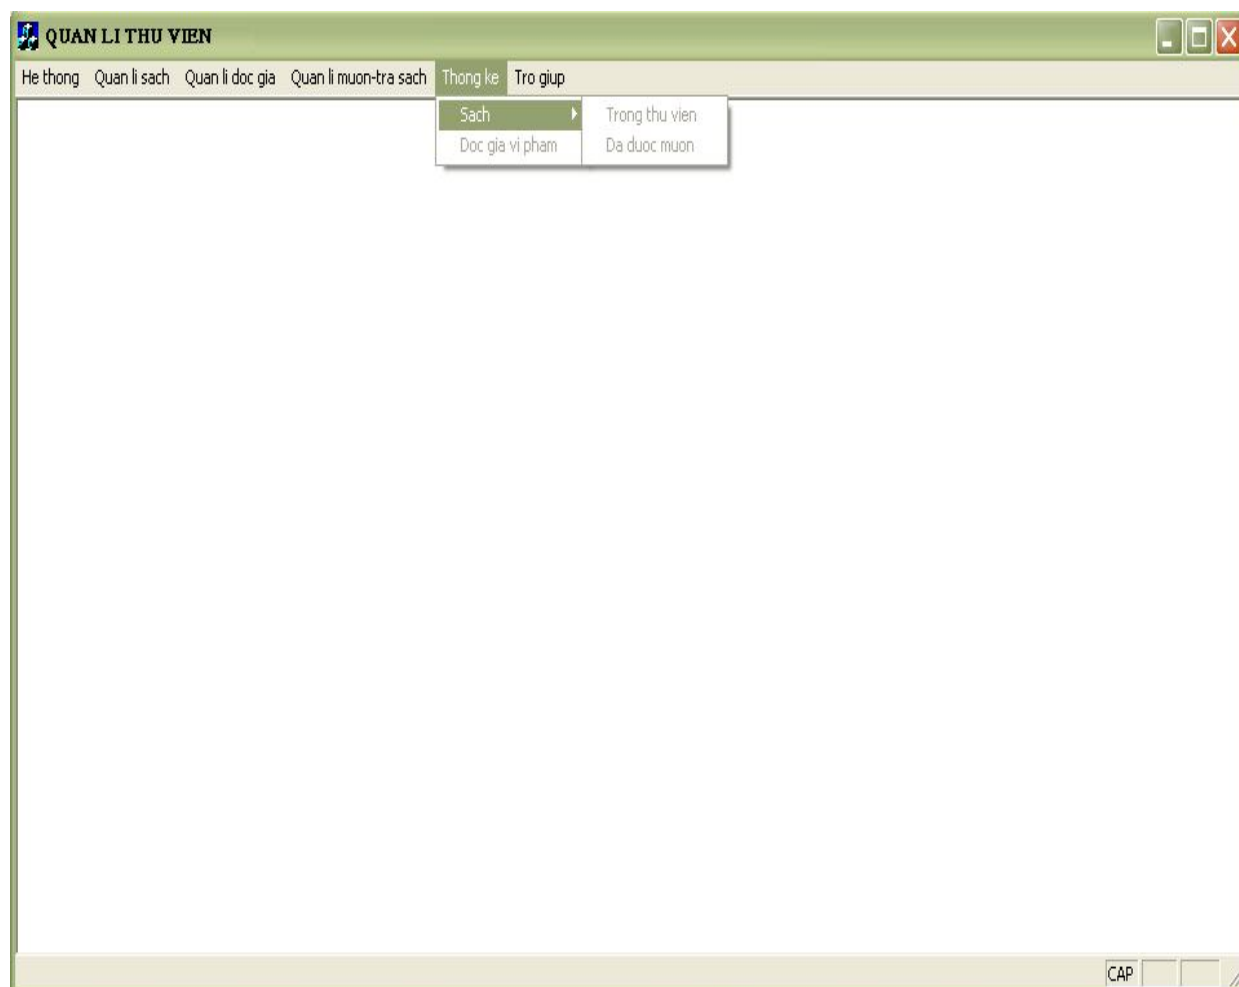 QUAN LI THU VIEN
He thong Quan li sach Quan li doc gia Quan li muon-tra sach Thong ke Tro giup
Sach Trong thu vien
Doc gia vi pham Da duoc muon
CAP